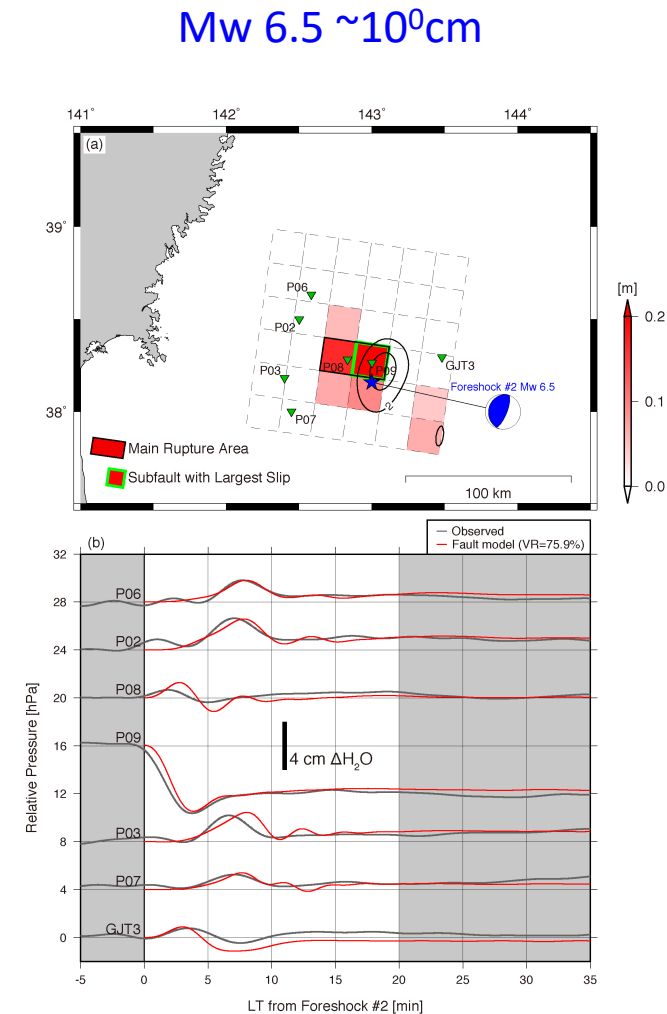 Mw 6.5 ~10⁰cm
141° 142° 143° 144°
(a)
39°
38°
P06
P02
P08
P09
P03
P07
GJT3
2
Foreshock #2 Mw 6.5
Main Rupture Area
Subfault with Largest Slip
100 km
[m]
0.2
0.1
0.0
Observed
Fault model (VR=75.9%)
(b)
32
28
24
20
16
12
8
4
0
Relative Pressure [hPa]
P06
P02
P08
P09
P03
P07
GJT3
4 cm ΔH₂O
-5 0 5 10 15 20 25 30 35
LT from Foreshock #2 [min]